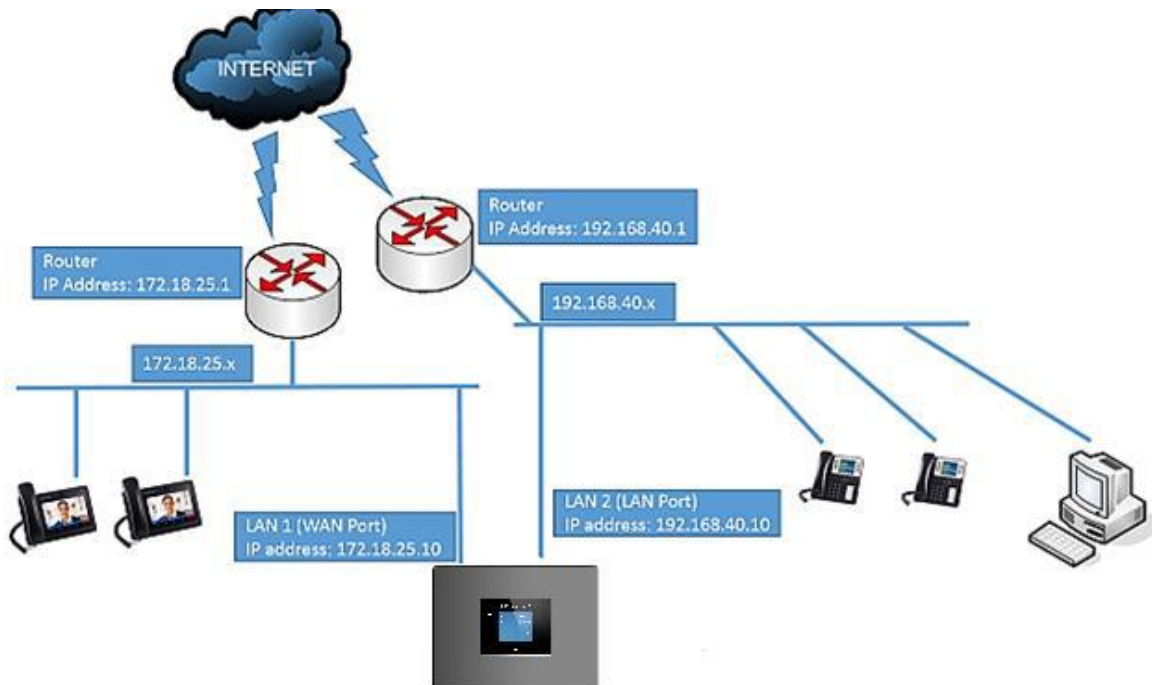 INTERNET
Router
IP Address: 192.168.40.1
Router
IP Address: 172.18.25.1
192.168.40.x
172.18.25.x
LAN 1 (WAN Port)
IP address: 172.18.25.10
LAN 2 (LAN Port)
IP address: 192.168.40.10